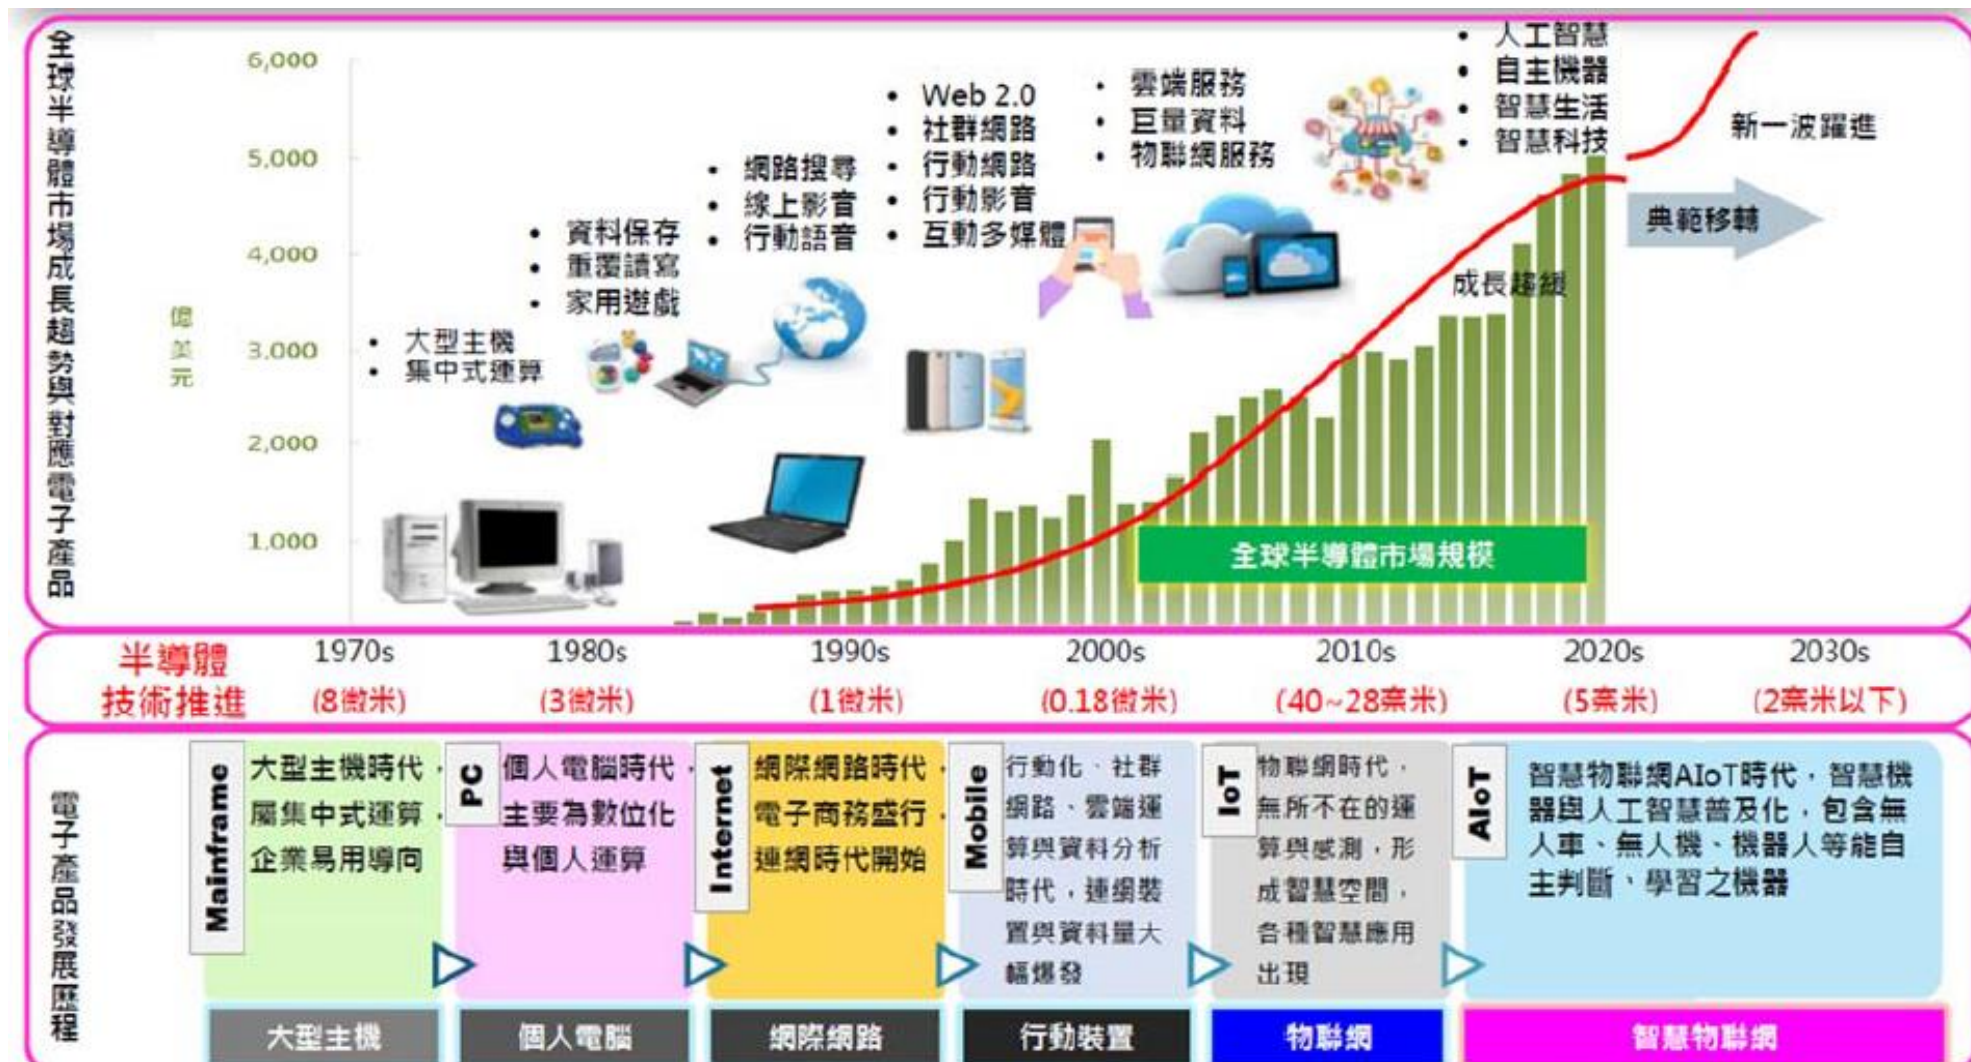 全球半導體市場成長趨勢與對應電子產品
6,000
5,000
4,000
3,000
2,000
1,000
億美元
• 大型主機
• 集中式運算
• 資料保存
• 重覆讀寫
• 家用遊戲
• 網路搜尋
• 線上影音
• 行動語音
• Web 2.0
• 社群網路
• 行動網路
• 行動影音
• 互動多媒體
• 雲端服務
• 巨量資料
• 物聯網服務
• 人工智慧
• 自主機器
• 智慧生活
• 智慧科技
新一波躍進
典範移轉
成長趨緩
全球半導體市場規模
半導體
技術推進
1970s 1980s 1990s 2000s 2010s 2020s 2030s
(8微米) (3微米) (1微米) (0.18微米) (40~28奈米) (5奈米) (2奈米以下)
電子產品發展歷程
Mainframe
大型主機時代，
屬集中式運算，
企業易用導向
大型主機
PC
個人電腦時代，
主要為數位化
與個人運算
個人電腦
Internet
網際網路時代，
電子商務盛行，
連網時代開始
網際網路
Mobile
行動化、社群
網路、雲端運
算與資料分析
時代，連網裝
置與資料量大
幅爆發
行動裝置
IoT
物聯網時代，
無所不在的運
算與感測，形
成智慧空間，
各種智慧應用
出現
物聯網
AIoT
智慧物聯網AIoT時代，智慧機
器與人工智慧普及化，包含無
人車、無人機、機器人等能自
主判斷、學習之機器
智慧物聯網